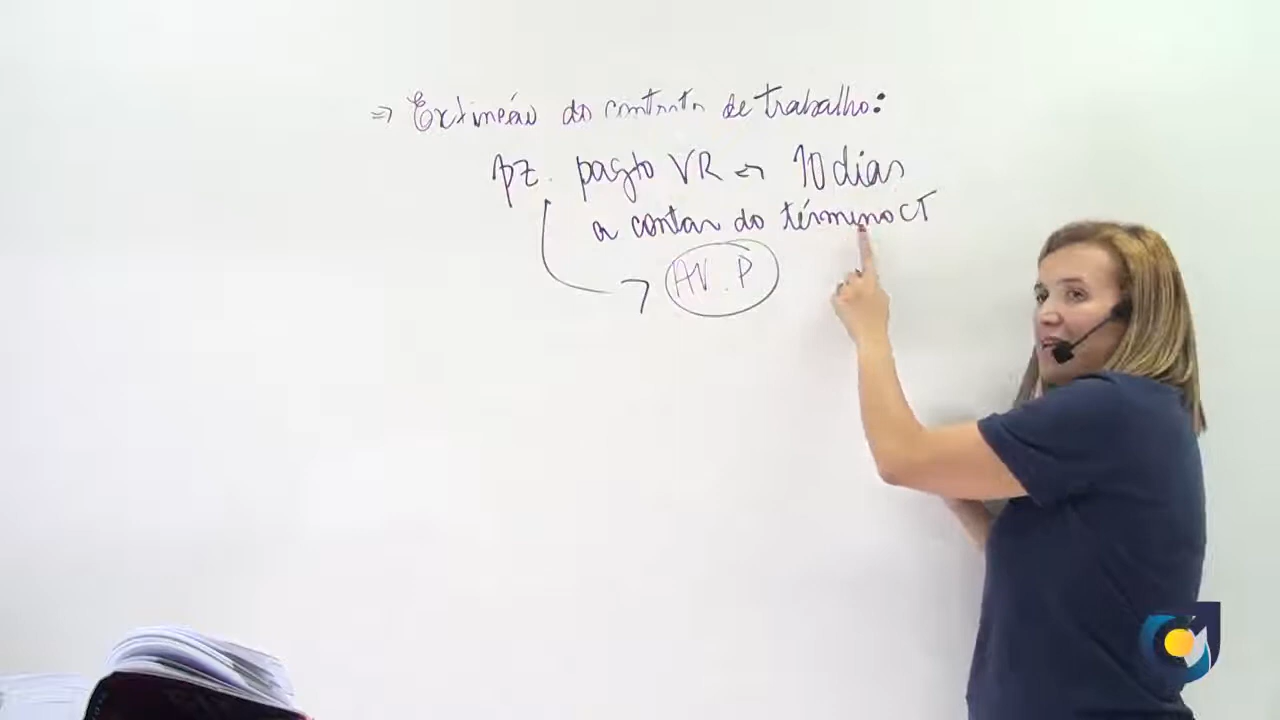 ⇒ Extinção do contrato de trabalho:
pz. pagto VR → 10 dias
a contar do término CT
AV. P